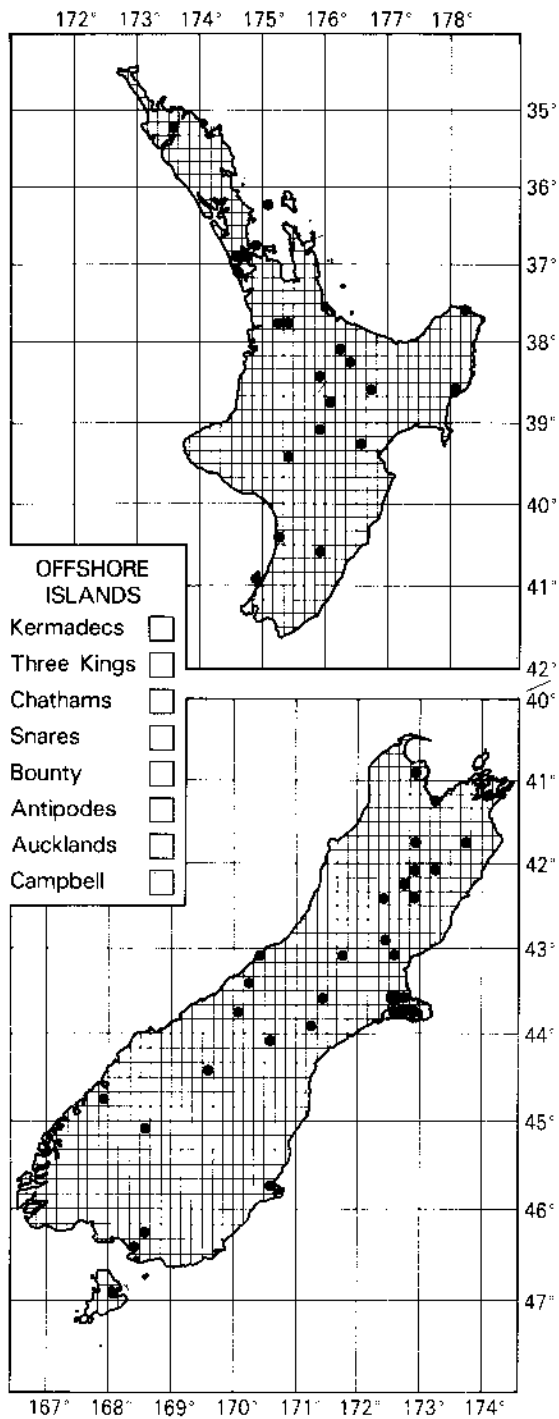 172° 173° 174° 175° 176° 177° 178°
35°
36°
37°
38°
39°
40°
41°
42°
OFFSHORE
ISLANDS
Kermadecs
Three Kings
Chathams
Snares
Bounty
Antipodes
Aucklands
Campbell
40°
41°
42°
43°
44°
45°
46°
47°
167° 168° 169° 170° 171° 172° 173° 174°